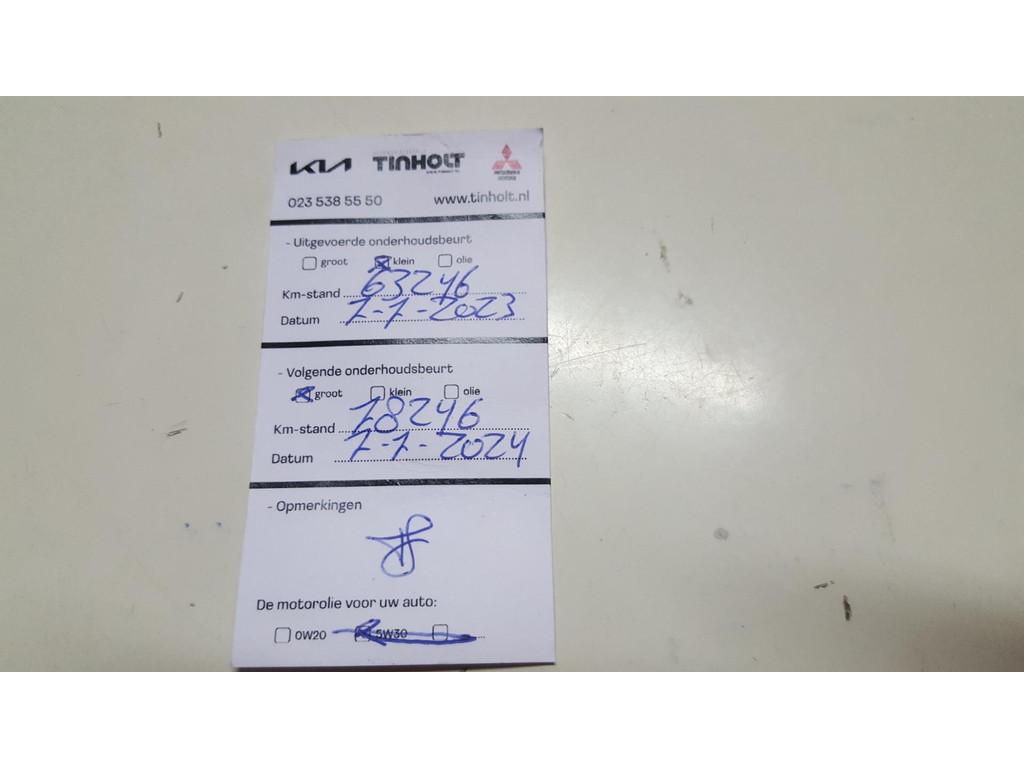 KIA TINHOLT MITSUBISHI MOTORS
023 538 55 50 www.tinholt.nl
- Uitgevoerde onderhoudsbeurt
groot klein olie
Km-stand 63246
Datum 7-7-2023
- Volgende onderhoudsbeurt
groot klein olie
Km-stand 78246
Datum 7-7-2024
- Opmerkingen
De motorolie voor uw auto:
0W20 5W30